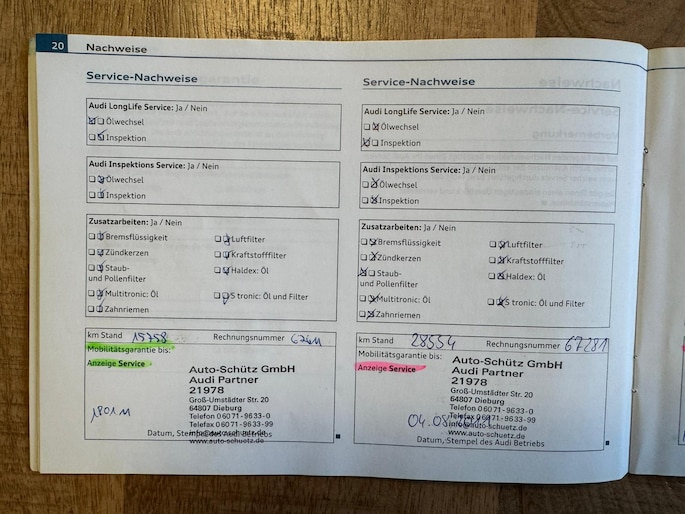 20 Nachweise
Service-Nachweise
Audi LongLife Service: Ja / Nein
Ölwechsel
Inspektion
Audi Inspektions Service: Ja / Nein
Ölwechsel
Inspektion
Zusatzarbeiten: Ja / Nein
Bremsflüssigkeit
Luftfilter
Zündkerzen
Kraftstofffilter
Staub-
und Pollenfilter
Haldex: Öl
Multitronic: Öl
S tronic: Öl und Filter
Zahnriemen
km Stand 15758 Rechnungsnummer
Mobilitätsgarantie bis:
Anzeige Service
Auto-Schütz GmbH
Audi Partner
21978
Groß-Umstädter Str. 20
64807 Dieburg
Telefon 06071-9633-0
Telefax 06071-9633-99
info@auto-schuetz.de
www.auto-schuetz.de
Datum, Stempel des Audi Betriebs
Service-Nachweise
Audi LongLife Service: Ja / Nein
Ölwechsel
Inspektion
Audi Inspektions Service: Ja / Nein
Ölwechsel
Inspektion
Zusatzarbeiten: Ja / Nein
Bremsflüssigkeit
Luftfilter
Zündkerzen
Kraftstofffilter
Staub-
und Pollenfilter
Haldex: Öl
Multitronic: Öl
S tronic: Öl und Filter
Zahnriemen
km Stand 28554 Rechnungsnummer 67281
Mobilitätsgarantie bis:
Anzeige Service
Auto-Schütz GmbH
Audi Partner
21978
Groß-Umstädter Str. 20
64807 Dieburg
Telefon 06071-9633-0
Telefax 06071-9633-99
info@auto-schuetz.de
www.auto-schuetz.de
Datum, Stempel des Audi Betriebs